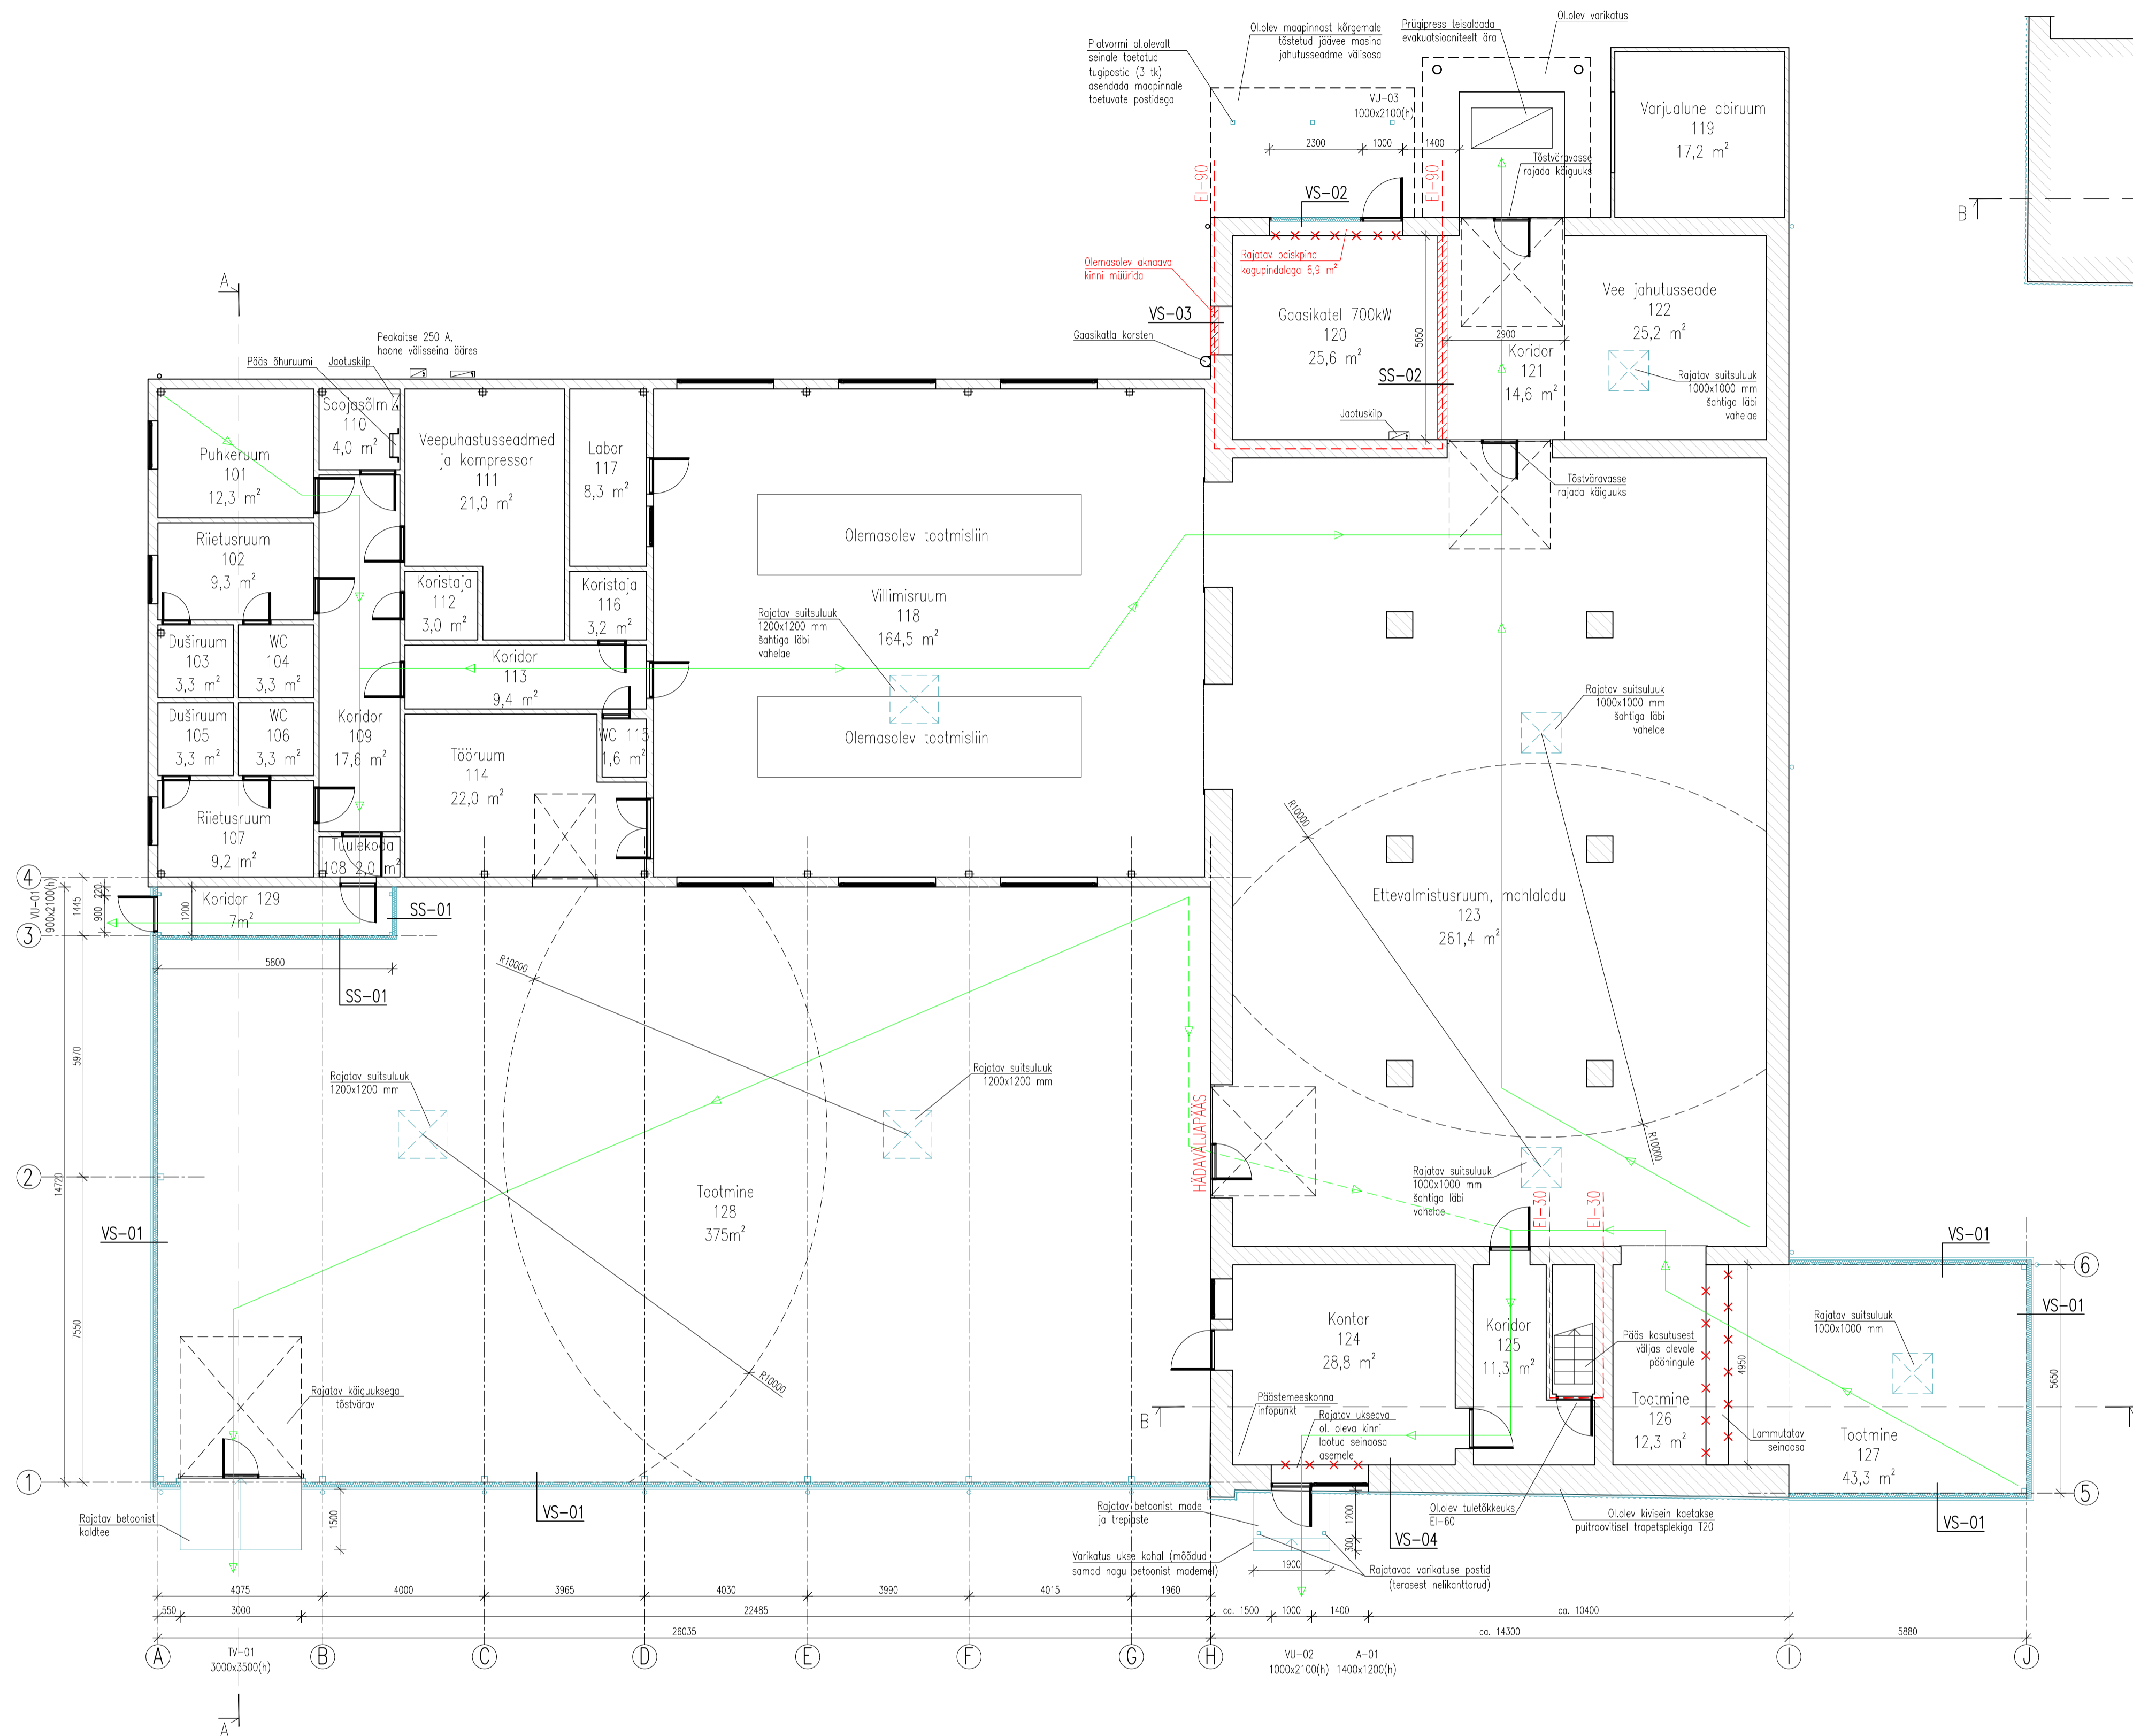 Platvormi ol.olevalt
seinale toetatud
tugipostid (3 tk)
asendada maapinnale
toetuvate postidega
Ol.olev maapinnast kõrgemale
tõstetud jäävee masina
jahutusseadme välisosa
Prügipress teisaldada
evakuatsiooniteelt ära
Ol.olev varikatus
VU-03
1000x2100(h)
2300
1000
1400
Varjualune abiruum
119
17,2 m²
Tõstväravasse
rajada käiguuks
EI-90
EI-90
VS-02
B
Olemasolev aknaava
kinni müürida
Rajatav paiskpind
kogupindalaga 6,9 m²
VS-03
Gaasikatla korsten
Gaasikatel 700kW
120
25,6 m²
5050
SS-02
Jaotuskilp
2900
Koridor
121
14,6 m²
Vee jahutusseade
122
25,2 m²
Rajatav suitsuluuk
1000x1000 mm
šahtiga läbi
vahelae
Tõstväravasse
rajada käiguuks
A
Peakaitse 250 A,
hoone välisseina ääres
Pääs õhuruumi
Jaotuskilp
Puhkeruum
101
12,3 m²
Soojasõlm
110
4,0 m²
Veepuhastusseadmed
ja kompressor
111
21,0 m²
Labor
117
8,3 m²
Riietusruum
102
9,3 m²
Koristaja
112
3,0 m²
Koristaja
116
3,2 m²
Olemasolev tootmisliin
Villimisruum
118
164,5 m²
Rajatav suitsuluuk
1200x1200 mm
šahtiga läbi
vahelae
Duširuum
103
3,3 m²
WC
104
3,3 m²
Koridor
113
9,4 m²
Duširuum
105
3,3 m²
WC
106
3,3 m²
Koridor
109
17,6 m²
Tööruum
114
22,0 m²
WC 115
1,6 m²
Olemasolev tootmisliin
Riietusruum
107
9,2 m²
Tuulekoda
108 2,0 m²
Rajatav suitsuluuk
1000x1000 mm
šahtiga läbi
vahelae
R10000
Ettevalmistusruum, mahlaladu
123
261,4 m²
R10000
Rajatav suitsuluuk
1000x1000 mm
šahtiga läbi
vahelae
4
3
2
1
VU-01
900x2100(h)
220
900
1445
1200
5970
7550
14720
Koridor 129
7m²
SS-01
SS-01
5800
R10000
Rajatav suitsuluuk
1200x1200 mm
Rajatav suitsuluuk
1200x1200 mm
R10000
Tootmine
128
375m²
HÄDAVÄLJAPÄÄS
VS-01
Rajatav käiguuksega
tõstvärav
Rajatav betoonist
kaldtee
1500
VS-01
EI-30
EI-30
Kontor
124
28,8 m²
Koridor
125
11,3 m²
Pääs kasutusest
väljas olevale
pööningule
Tootmine
126
12,3 m²
4950
Lammutatav
seinaosa
Rajatav suitsuluuk
1000x1000 mm
Tootmine
127
43,3 m²
VS-01
VS-01
VS-01
5650
6
5
B
Päästemeeskonna
infopunkt
Rajatav ukseava
ol. oleva kinni
laotud seinaosa
asemele
Rajatav betoonist made
ja trepiaste
Varikatus ukse kohal (mõõdud
samad nagu betoonist mademel)
1200
300
1900
VS-04
Ol.olev tuletõkkeuks
EI-60
Ol.olev kivisein kaetakse
puitroovitisel trapetsplekiga T20
Rajatavad varikatuse postid
(terasest nelikanttorud)
4075
4000
3965
4030
3990
4015
1960
550
3000
22485
ca. 1500
1000
1400
ca. 10400
26035
ca. 14300
5880
A
B
C
D
E
F
G
H
I
J
TV-01
3000x3500(h)
VU-02
1000x2100(h)
A-01
1400x1200(h)
A